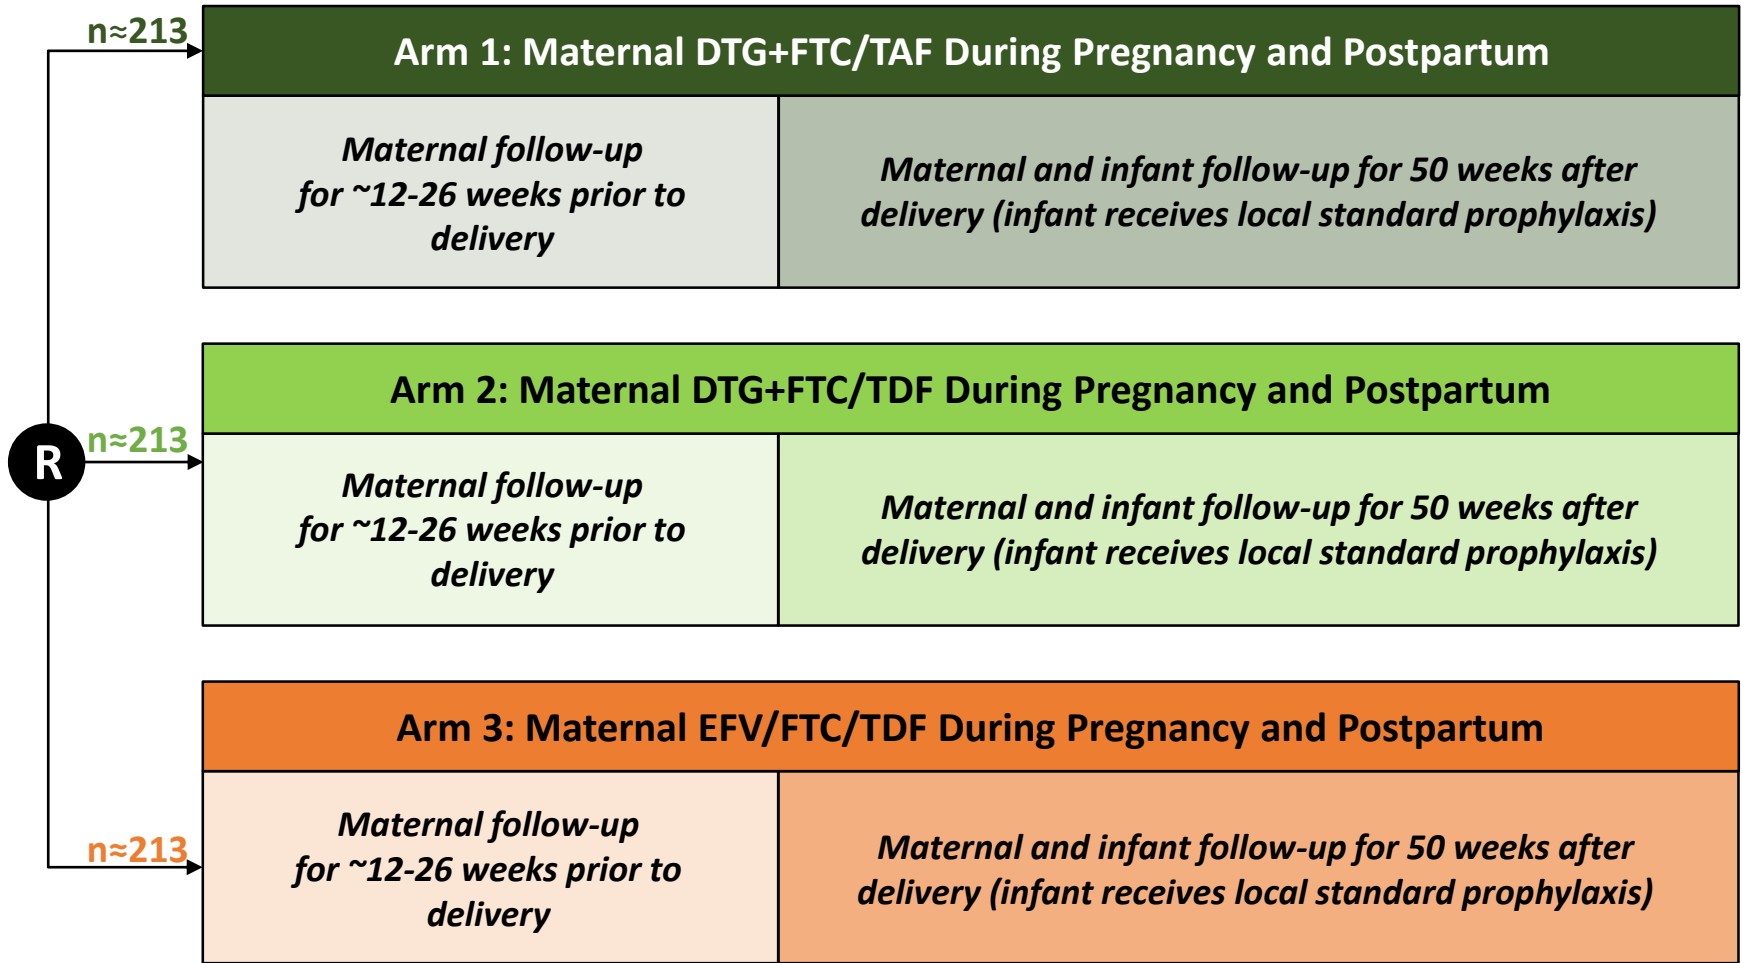 n≈213
Arm 1: Maternal DTG+FTC/TAF During Pregnancy and Postpartum
Maternal follow-up
for ~12-26 weeks prior to
delivery
Maternal and infant follow-up for 50 weeks after
delivery (infant receives local standard prophylaxis)
R
n≈213
Arm 2: Maternal DTG+FTC/TDF During Pregnancy and Postpartum
Maternal follow-up
for ~12-26 weeks prior to
delivery
Maternal and infant follow-up for 50 weeks after
delivery (infant receives local standard prophylaxis)
n≈213
Arm 3: Maternal EFV/FTC/TDF During Pregnancy and Postpartum
Maternal follow-up
for ~12-26 weeks prior to
delivery
Maternal and infant follow-up for 50 weeks after
delivery (infant receives local standard prophylaxis)